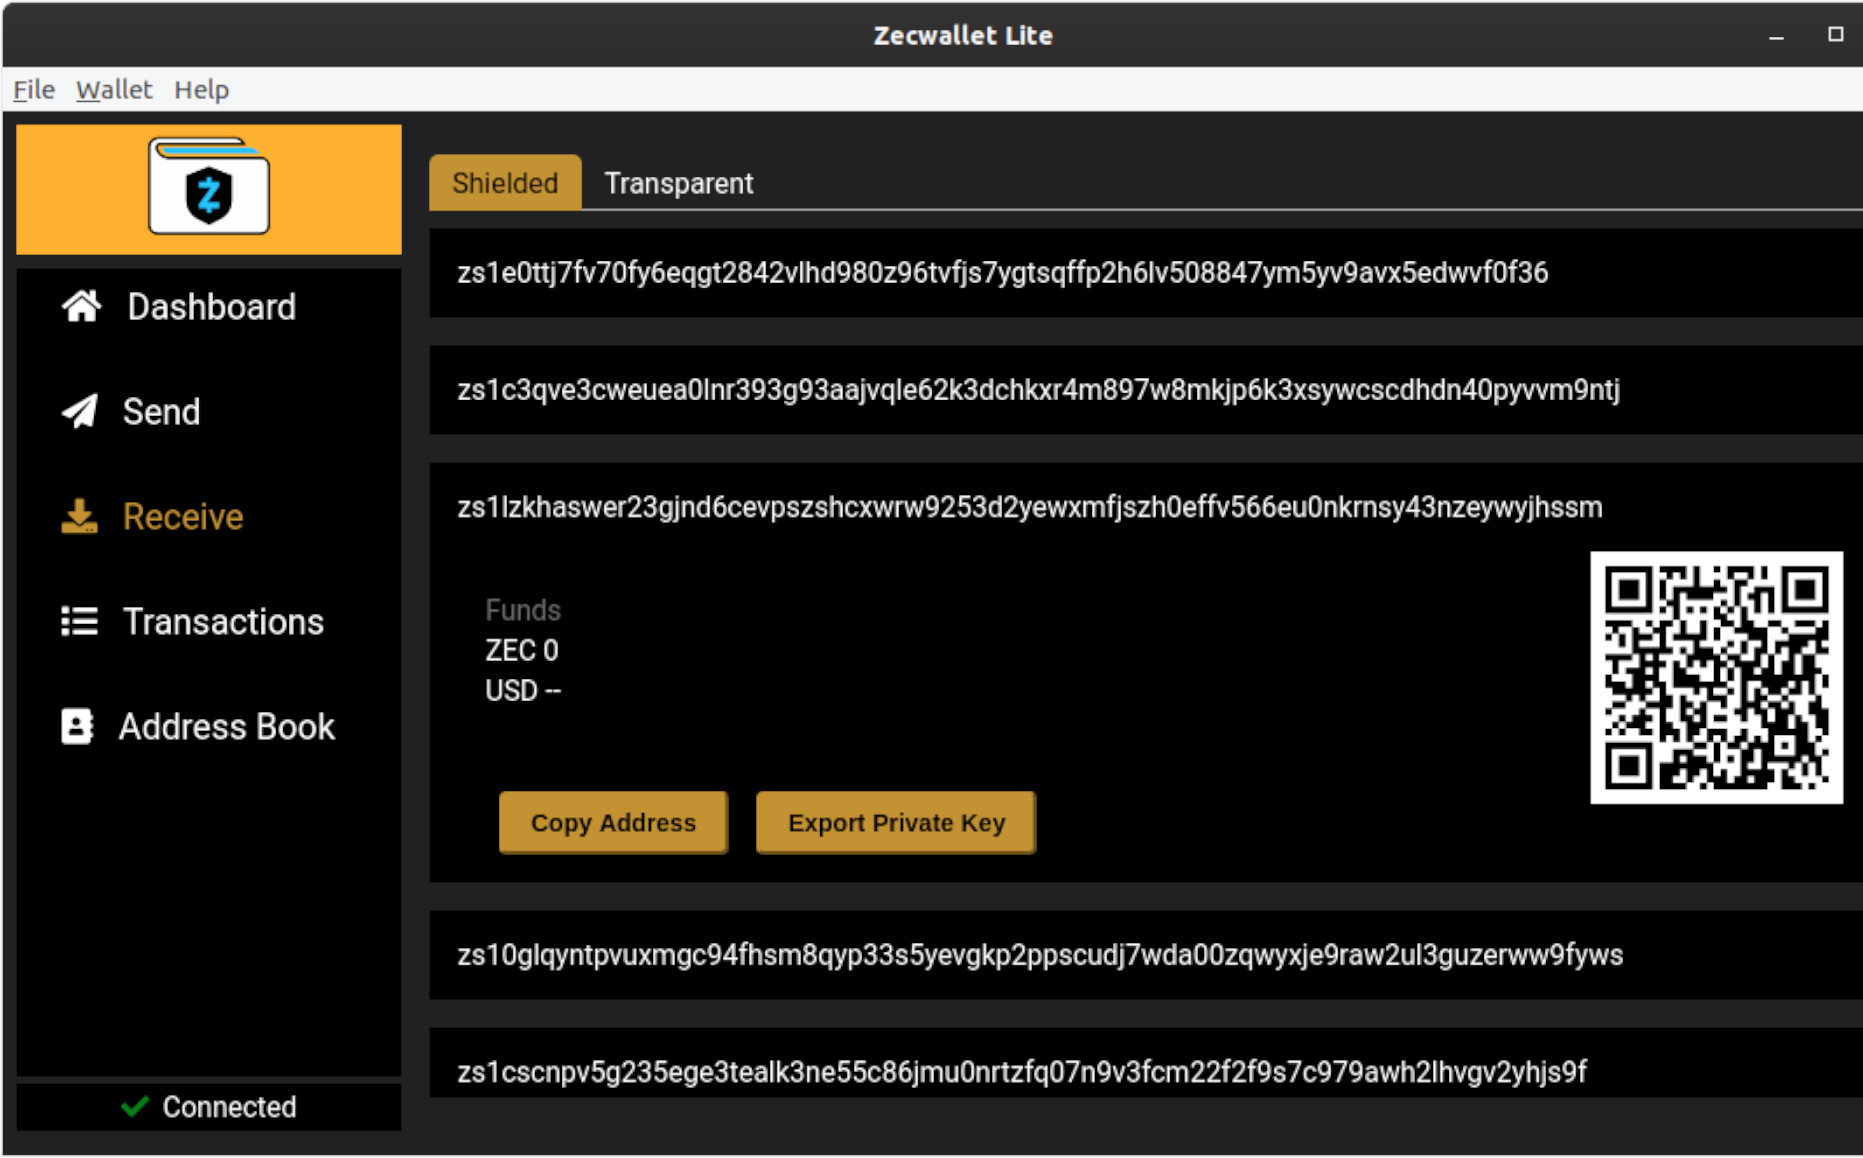 Zecwallet Lite
File Wallet Help
Shielded Transparent
zs1e0ttj7fv70fy6eqgt2842vlhd980z96tvfjs7ygtsqffp2h6lv508847ym5yv9avx5edwvf0f36
Dashboard
zs1c3qve3cweuea0lnr393g93aajvqle62k3dchkxr4m897w8mkjp6k3xsywcscdhdn40pyvvm9ntj
Send
zs1lzkhaswer23gjnd6cevpszshcxwrw9253d2yewxmfjszh0effv566eu0nkrnsy43nzeywyjhssm
Receive
Funds
ZEC 0
USD --
Transactions
Address Book
Copy Address Export Private Key
zs10glqyntpvuxmgc94fhsm8qyp33s5yevgkp2ppscudj7wda00zqwyxje9raw2ul3guzerww9fyws
zs1cscnpv5g235ege3tealk3ne55c86jmu0nrtzfq07n9v3fcm22f2f9s7c979awh2lhvgv2yhjs9f
Connected